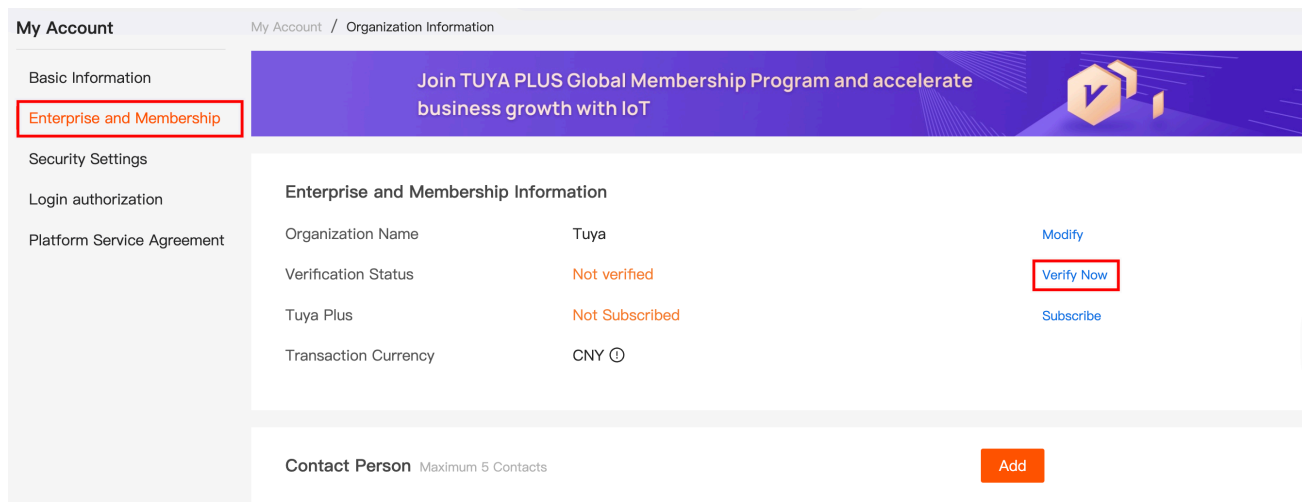 My Account
Basic Information
Enterprise and Membership
Security Settings
Login authorization
Platform Service Agreement
My Account / Organization Information
Join TUYA PLUS Global Membership Program and accelerate
business growth with IoT
Enterprise and Membership Information
Organization Name Tuya Modify
Verification Status Not verified Verify Now
Tuya Plus Not Subscribed Subscribe
Transaction Currency CNY
Contact Person Maximum 5 Contacts Add